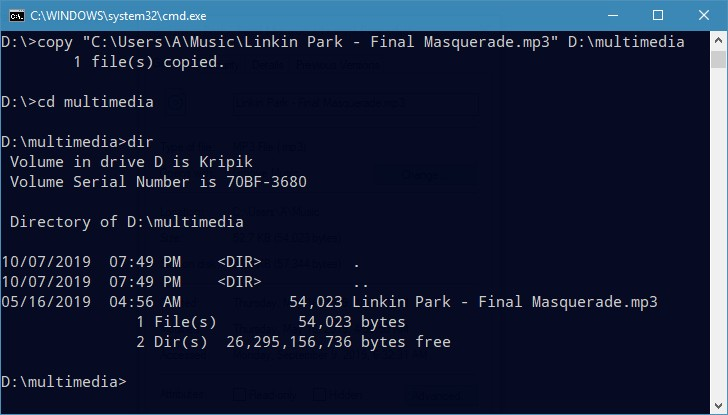 C:\WINDOWS\system32\cmd.exe
D:\>copy "C:\Users\A\Music\Linkin Park - Final Masquerade.mp3" D:\multimedia
        1 file(s) copied.
D:\>cd multimedia
D:\multimedia>dir
 Volume in drive D is Kripik
 Volume Serial Number is 70BF-3680
 Directory of D:\multimedia
10/07/2019  07:49 PM    <DIR>          .
10/07/2019  07:49 PM    <DIR>          ..
05/16/2019  04:56 AM            54,023 Linkin Park - Final Masquerade.mp3
               1 File(s)         54,023 bytes
               2 Dir(s)  26,295,156,736 bytes free
D:\multimedia>